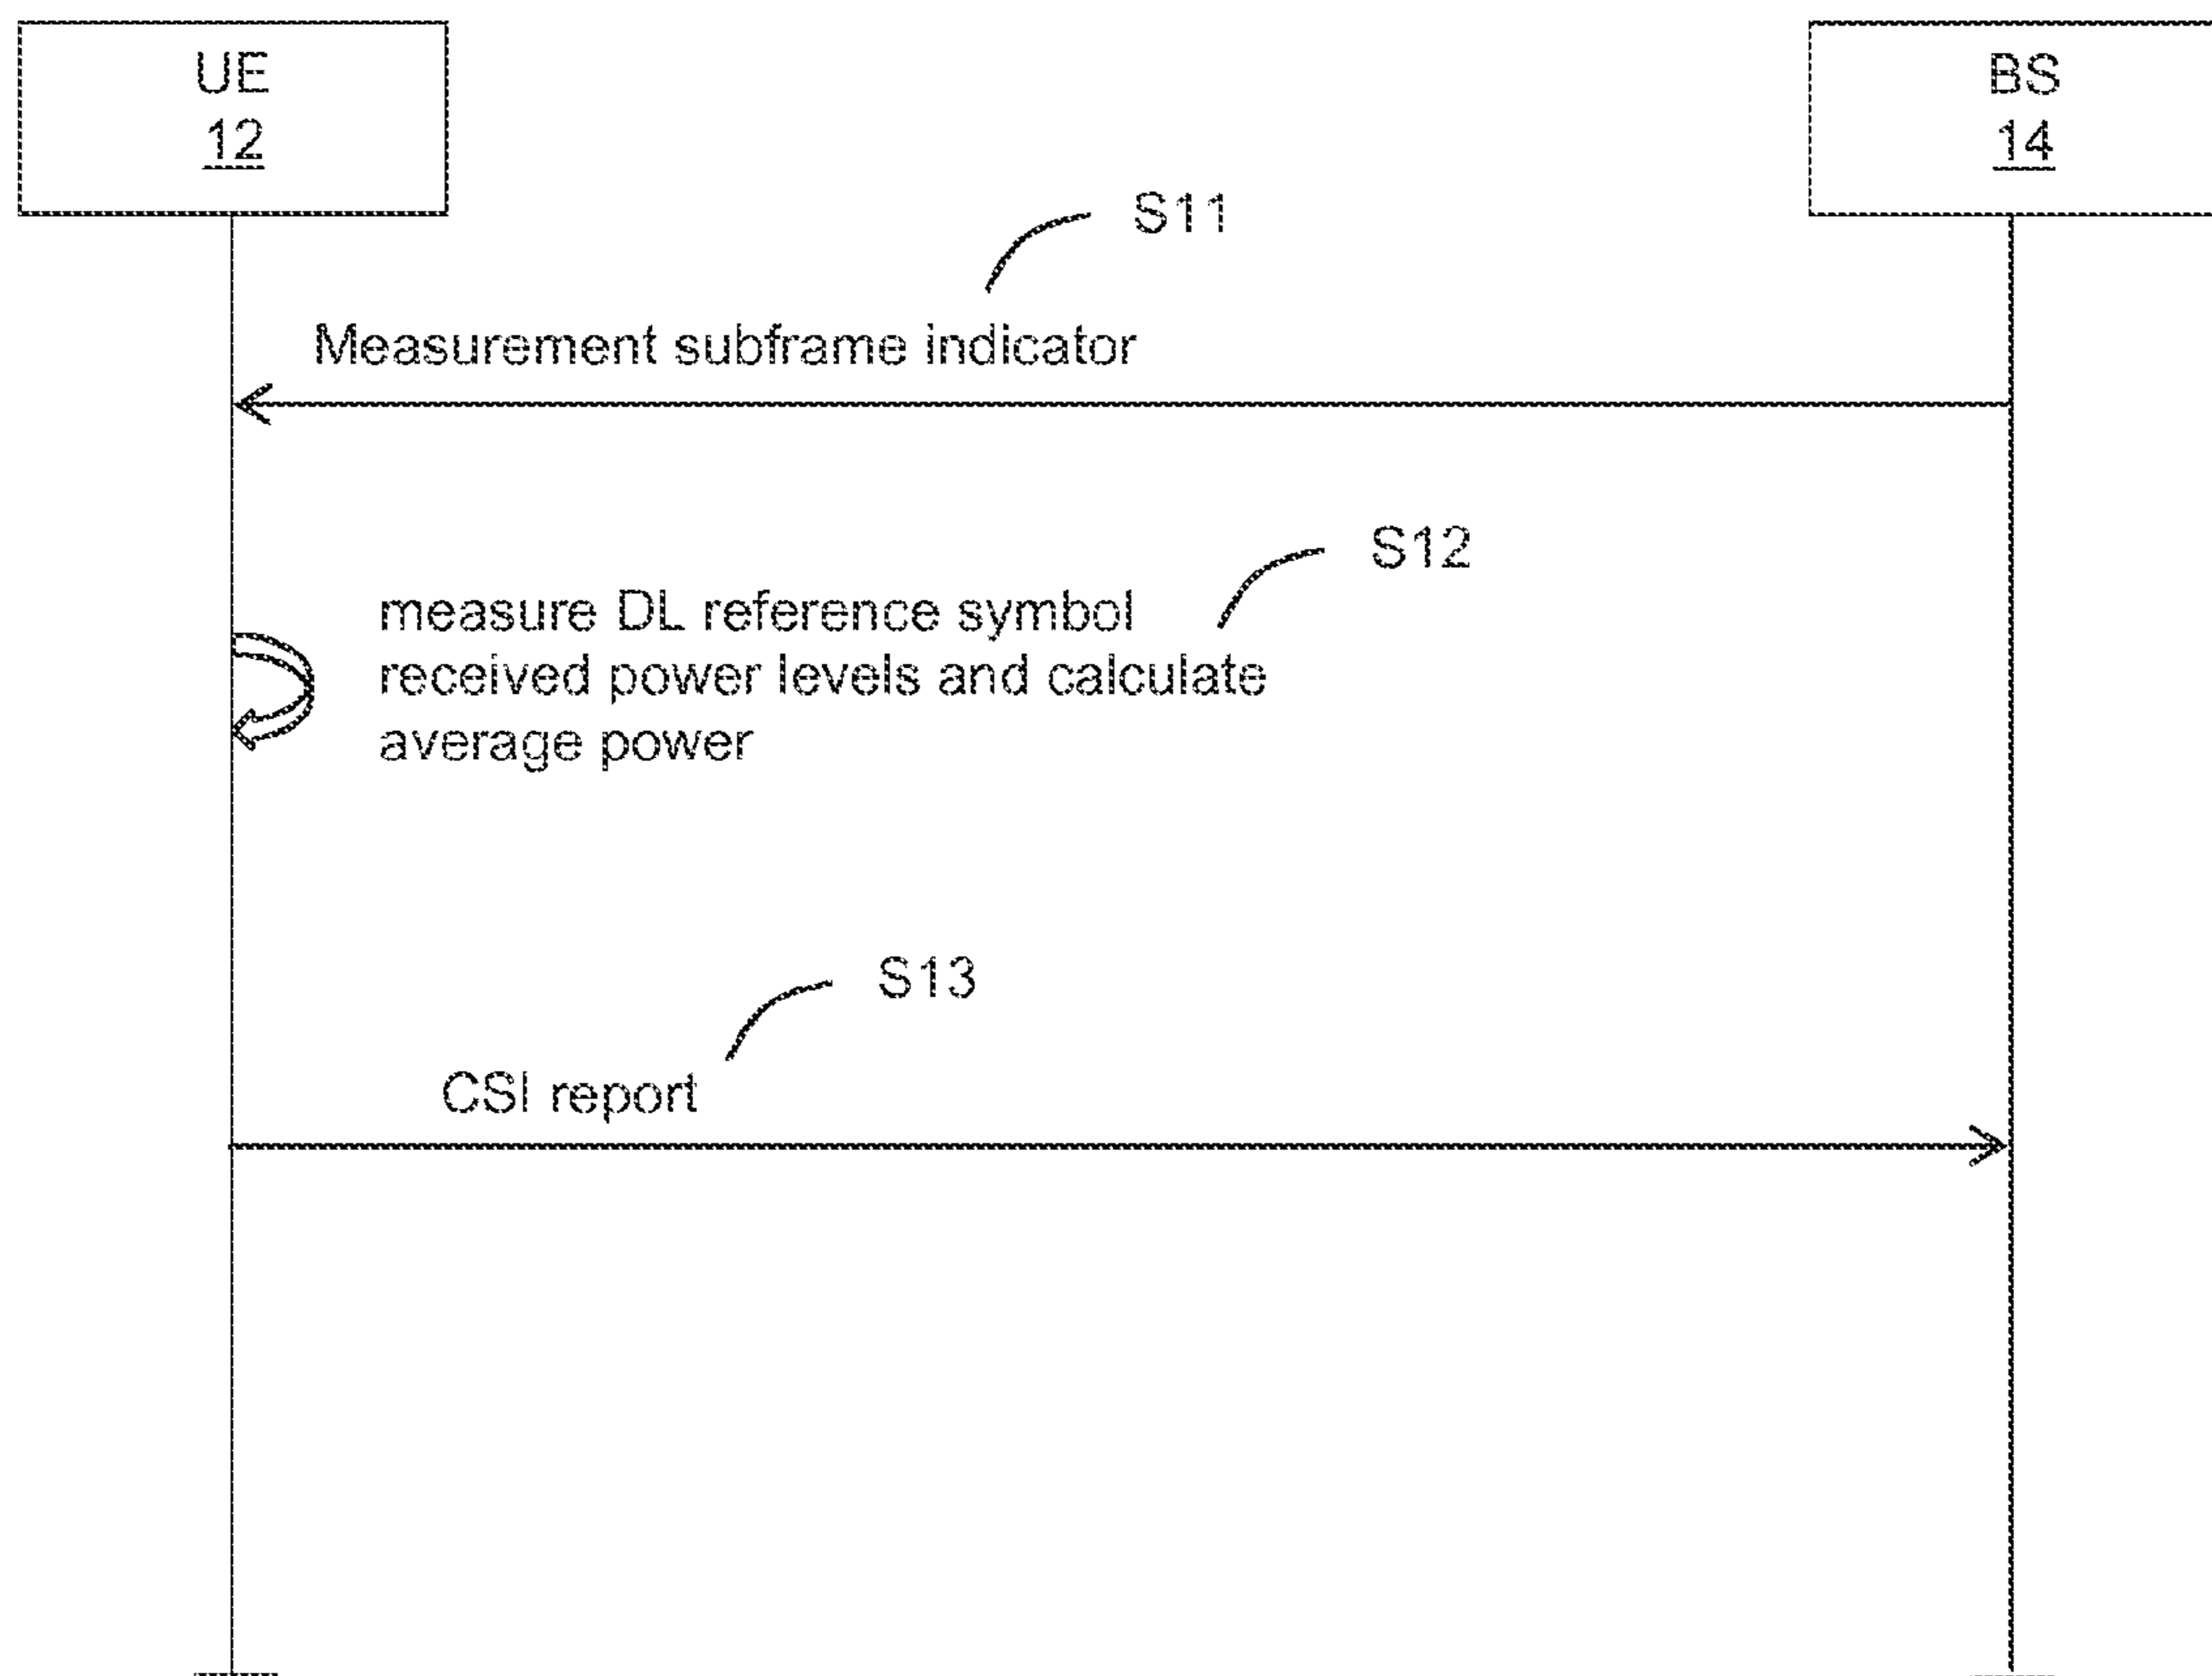 UE
12
BS
14
S11
Measurement subframe indicator
S12
measure DL reference symbol
received power levels and calculate
average power
S13
CSI report